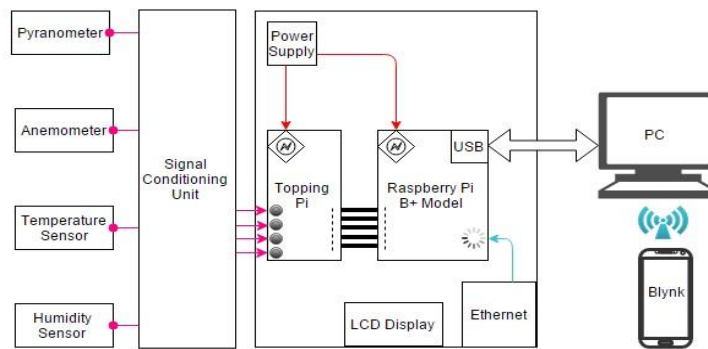 Pyranometer
Anemometer
Temperature
Sensor
Humidity
Sensor
Signal
Conditioning
Unit
Power
Supply
Topping
Pi
USB
Raspberry Pi
B+ Model
LCD Display
Ethernet
PC
Blynk